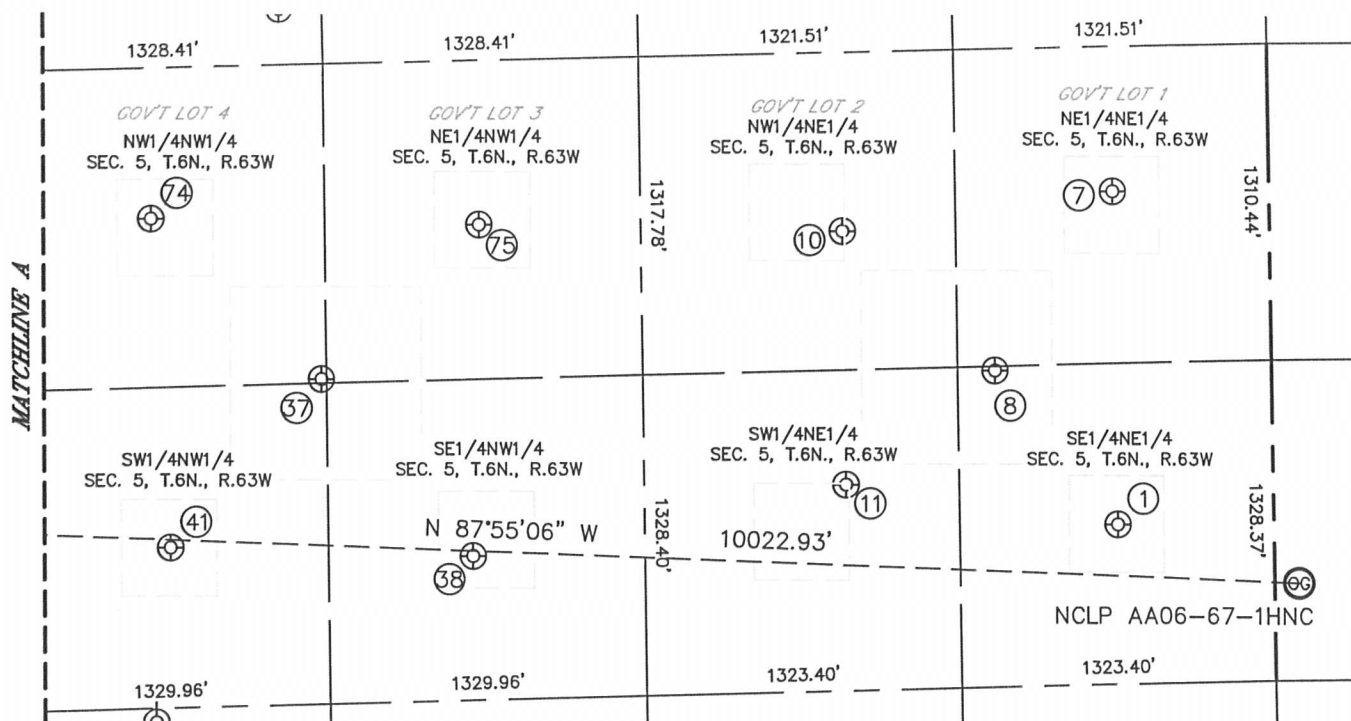 1328.41'
1328.41'
1321.51'
1321.51'
GOV'T LOT 4
NW1/4NW1/4
SEC. 5, T.6N., R.63W
74
GOV'T LOT 3
NE1/4NW1/4
SEC. 5, T.6N., R.63W
75
GOV'T LOT 2
NW1/4NE1/4
SEC. 5, T.6N., R.63W
10
GOV'T LOT 1
NE1/4NE1/4
SEC. 5, T.6N., R.63W
7
1317.78'
1310.44'
MATCHLINE A
37
8
SW1/4NW1/4
SEC. 5, T.6N., R.63W
41
SE1/4NW1/4
SEC. 5, T.6N., R.63W
38
SW1/4NE1/4
SEC. 5, T.6N., R.63W
11
SE1/4NE1/4
SEC. 5, T.6N., R.63W
1
N 87°55'06" W
1328.40'
10022.93'
1328.37'
OG
NCLP AA06-67-1HNC
1329.96'
1329.96'
1323.40'
1323.40'